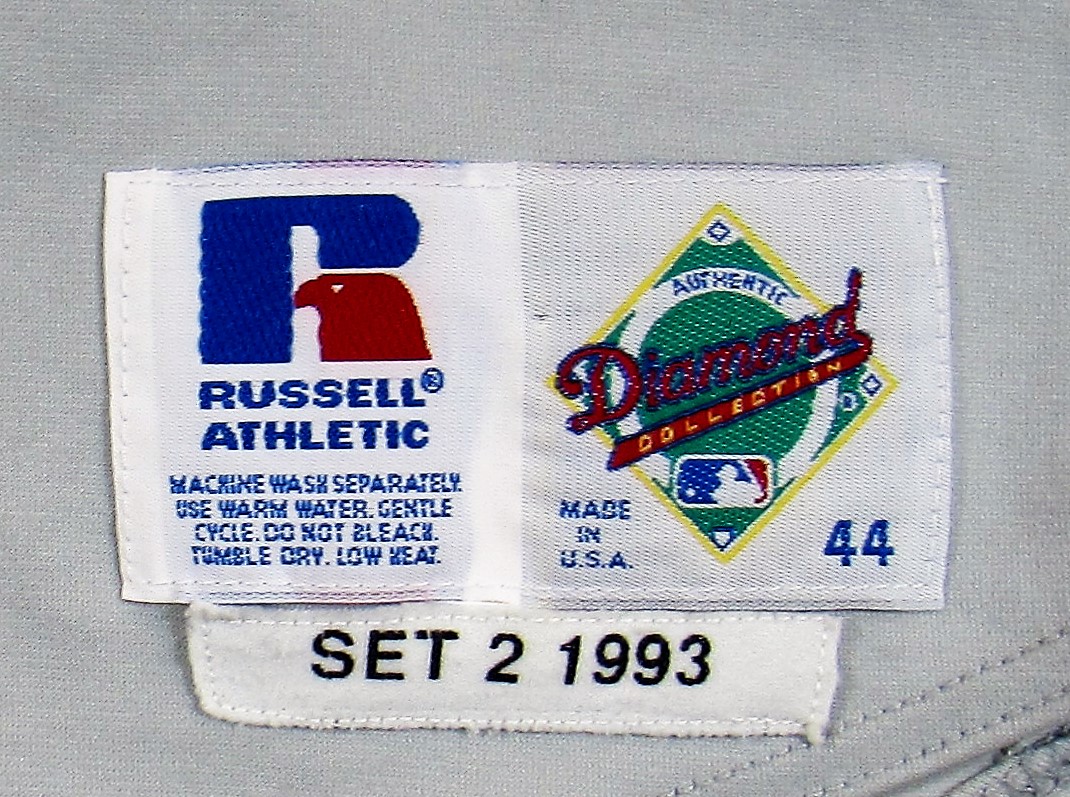 RUSSELL®
ATHLETIC
MACHINE WASH SEPARATELY.
USE WARM WATER. GENTLE
CYCLE. DO NOT BLEACH.
TUMBLE DRY. LOW HEAT.
AUTHENTIC
Diamond
COLLECTION
MADE
IN
U.S.A.
44
SET 2 1993